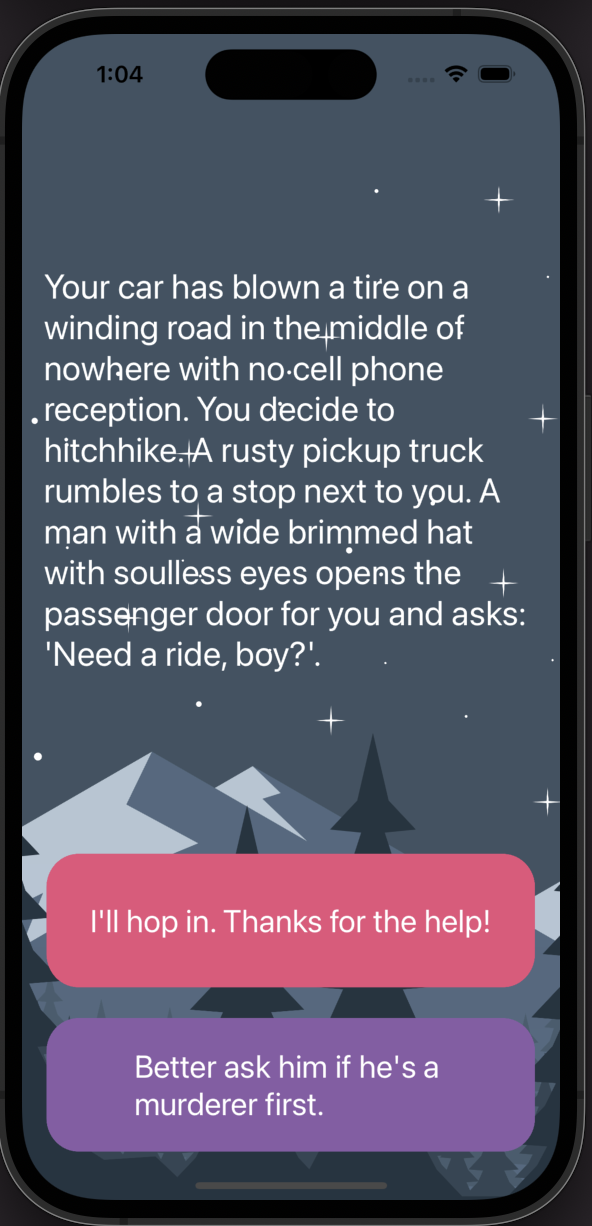 1:04
Your car has blown a tire on a
winding road in the middle of
nowhere with no cell phone
reception. You decide to
hitchhike. A rusty pickup truck
rumbles to a stop next to you. A
man with a wide brimmed hat
with soulless eyes opens the
passenger door for you and asks:
'Need a ride, boy?'.
I'll hop in. Thanks for the help!
Better ask him if he's a
murderer first.